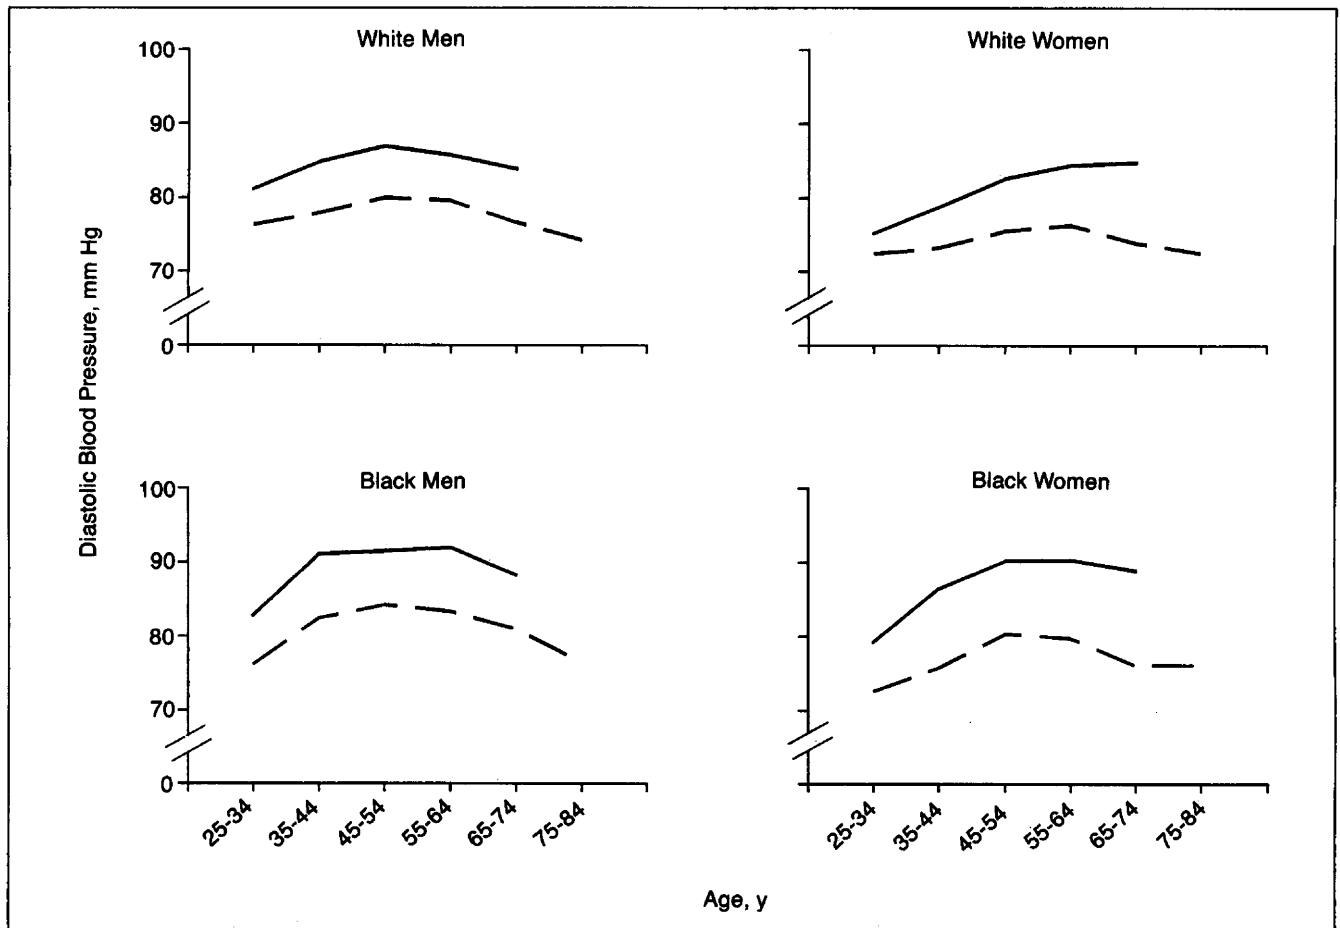 White Men
White Women
100
90
80
70
0
Diastolic Blood Pressure, mm Hg
Black Men
Black Women
100
90
80
70
0
25-34 35-44 45-54 55-64 65-74 75-84
25-34 35-44 45-54 55-64 65-74 75-84
Age, y